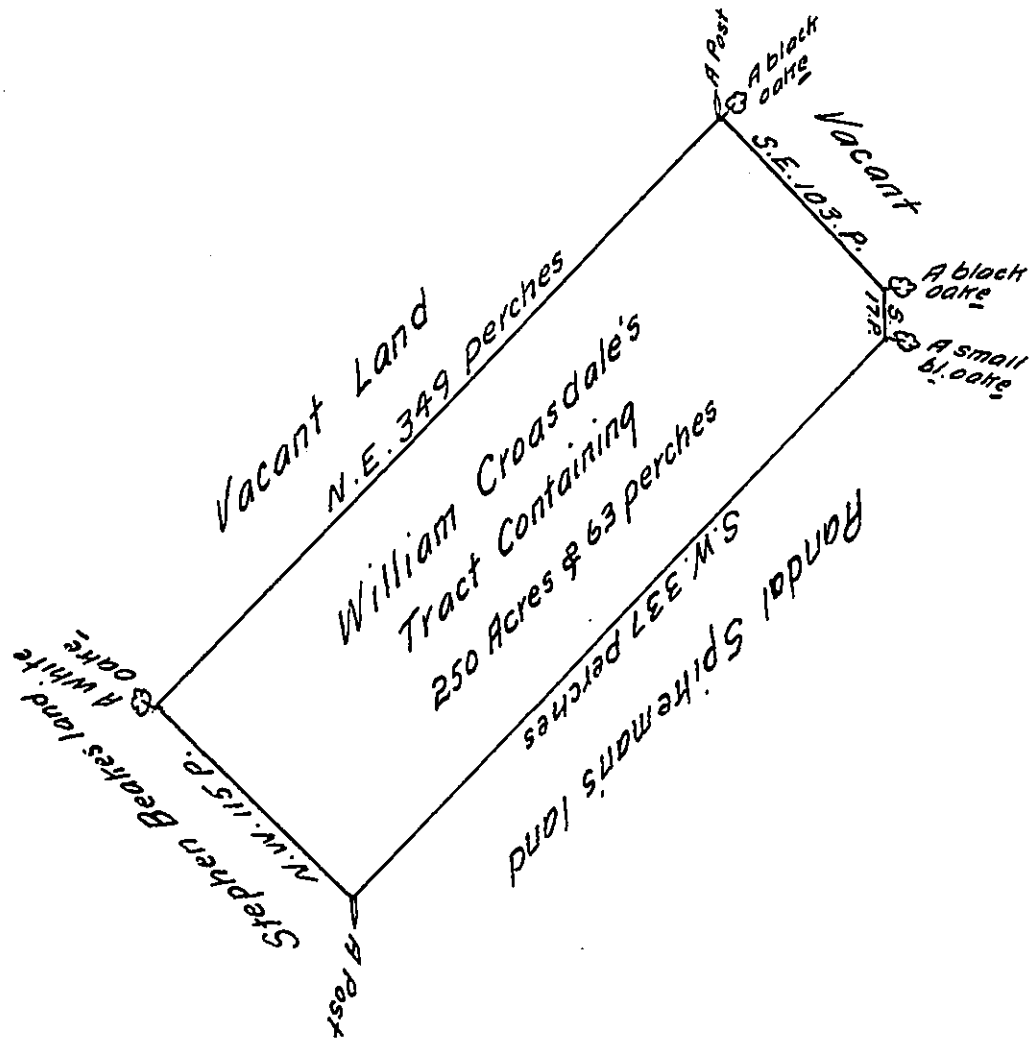 A Post
A black
oake
Vacant
S.E. 103. P.
A black
oake
S.
17.P.
A small
bl. oake
Vacant Land
N.E. 349 perches
William Croasdale's
Tract Containing
250 Acres & 63 perches
S.W. 337 perches
Randal Spikeman's land
A white
oake
Stephen Beakes land
N.W. 115 P.
A Post